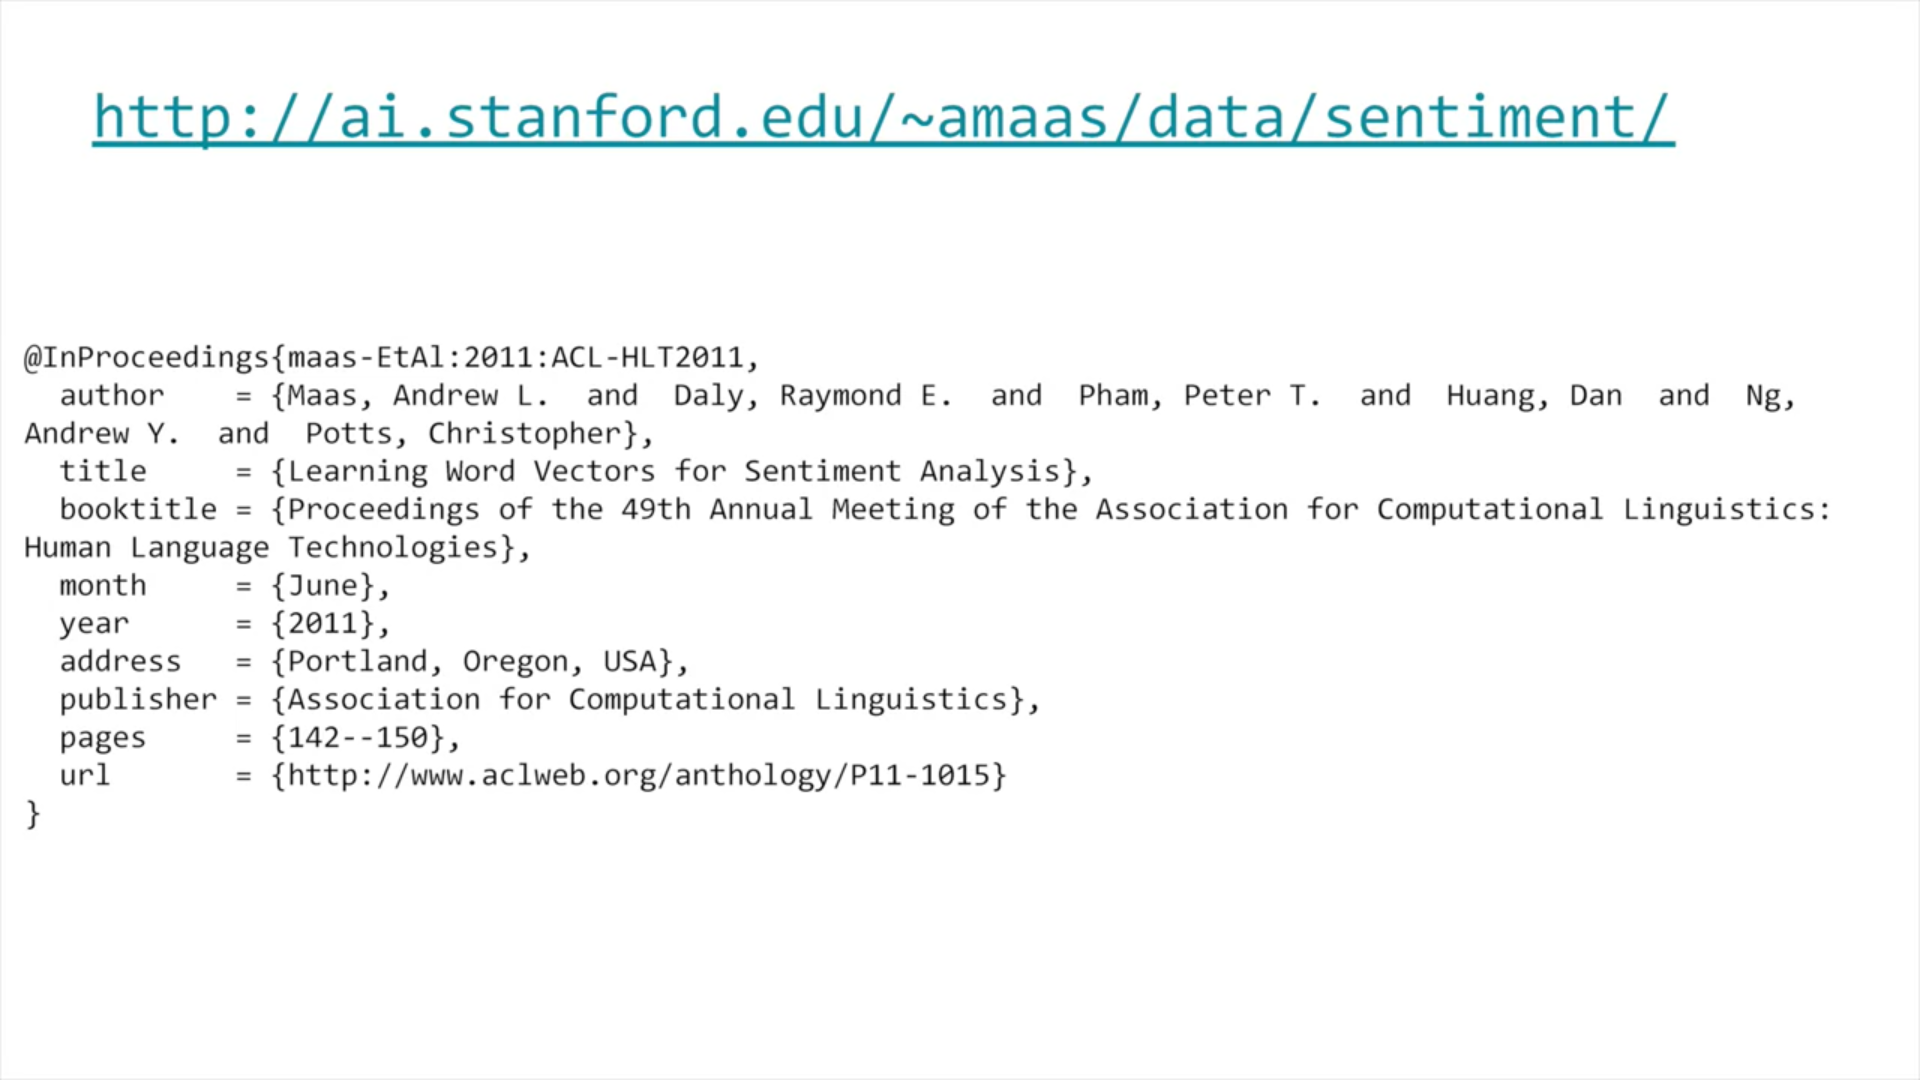 http://ai.stanford.edu/~amaas/data/sentiment/
@InProceedings{maas-EtAl:2011:ACL-HLT2011,
  author    = {Maas, Andrew L.  and  Daly, Raymond E.  and  Pham, Peter T.  and  Huang, Dan  and  Ng,
Andrew Y.  and  Potts, Christopher},
  title     = {Learning Word Vectors for Sentiment Analysis},
  booktitle = {Proceedings of the 49th Annual Meeting of the Association for Computational Linguistics:
Human Language Technologies},
  month     = {June},
  year      = {2011},
  address   = {Portland, Oregon, USA},
  publisher = {Association for Computational Linguistics},
  pages     = {142--150},
  url       = {http://www.aclweb.org/anthology/P11-1015}
}